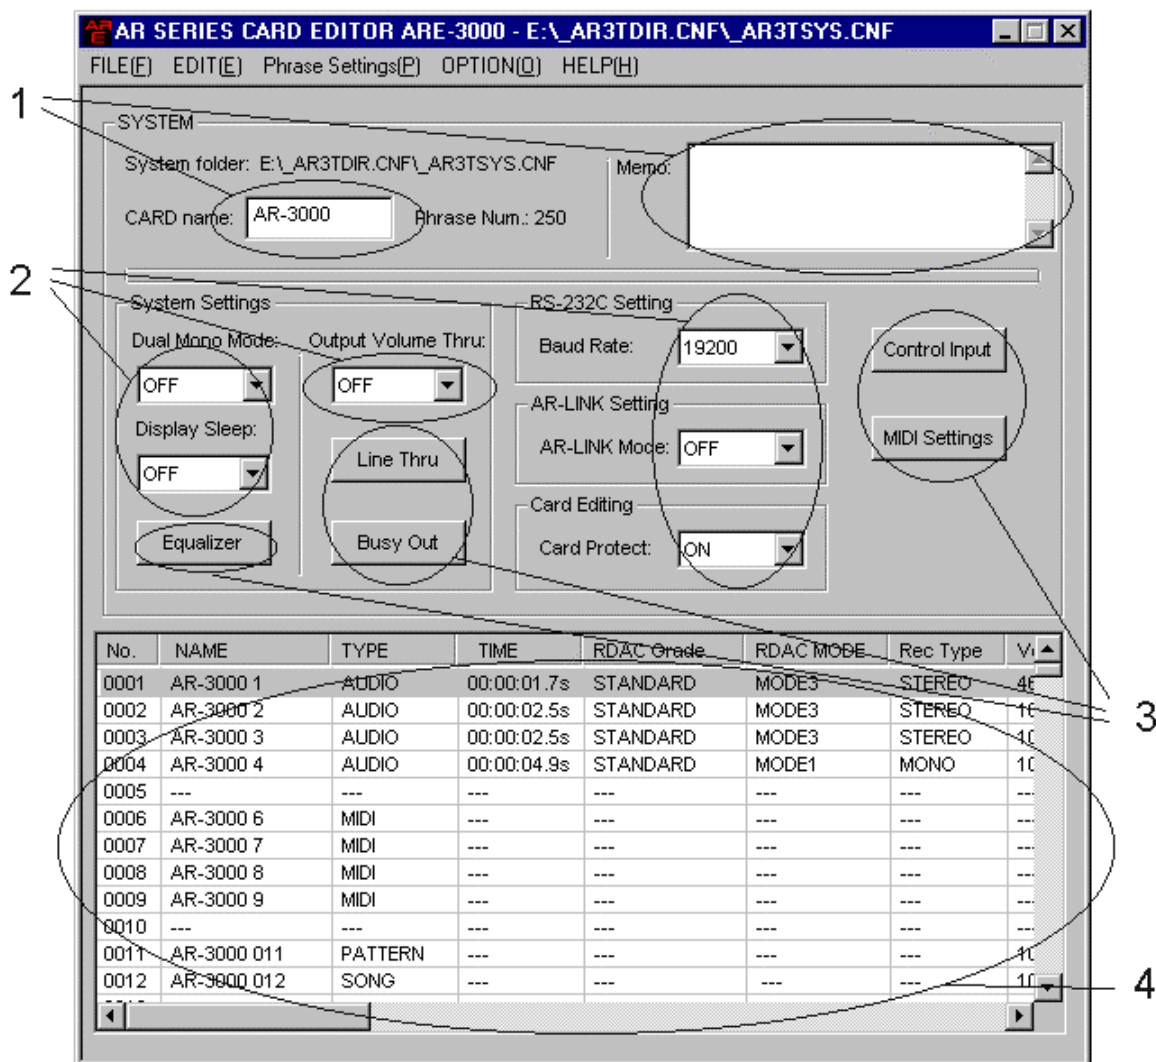 AR SERIES CARD EDITOR ARE-3000 - E:\_AR3TDIR.CNF\_AR3TSYS.CNF
FILE(F) EDIT(E) Phrase Settings(P) OPTION(O) HELP(H)
1
SYSTEM
System folder: E:\_AR3TDIR.CNF\_AR3TSYS.CNF
Memo:
CARD name: AR-3000 Phrase Num.: 250
2
System Settings
Dual Mono Mode: Output Volume Thru:
OFF OFF
Display Sleep:
OFF
Line Thru
Equalizer
Busy Out
RS-232C Setting
Baud Rate: 19200
AR-LINK Setting
AR-LINK Mode: OFF
Card Editing
Card Protect: ON
Control Input
MIDI Settings
3
No. NAME TYPE TIME RDAC Grade RDAC MODE Rec Type
0001 AR-3000 1 AUDIO 00:00:01.7s STANDARD MODE3 STEREO
0002 AR-3000 2 AUDIO 00:00:02.5s STANDARD MODE3 STEREO
0003 AR-3000 3 AUDIO 00:00:02.5s STANDARD MODE3 STEREO
0004 AR-3000 4 AUDIO 00:00:04.9s STANDARD MODE1 MONO
0005 --- --- --- --- --- --- ---
0006 AR-3000 6 MIDI --- --- --- --- ---
0007 AR-3000 7 MIDI --- --- --- --- ---
0008 AR-3000 8 MIDI --- --- --- --- ---
0009 AR-3000 9 MIDI --- --- --- --- ---
0010 --- --- --- --- --- --- ---
0011 AR-3000 011 PATTERN --- --- --- ---
0012 AR-3000 012 SONG --- --- --- ---
4